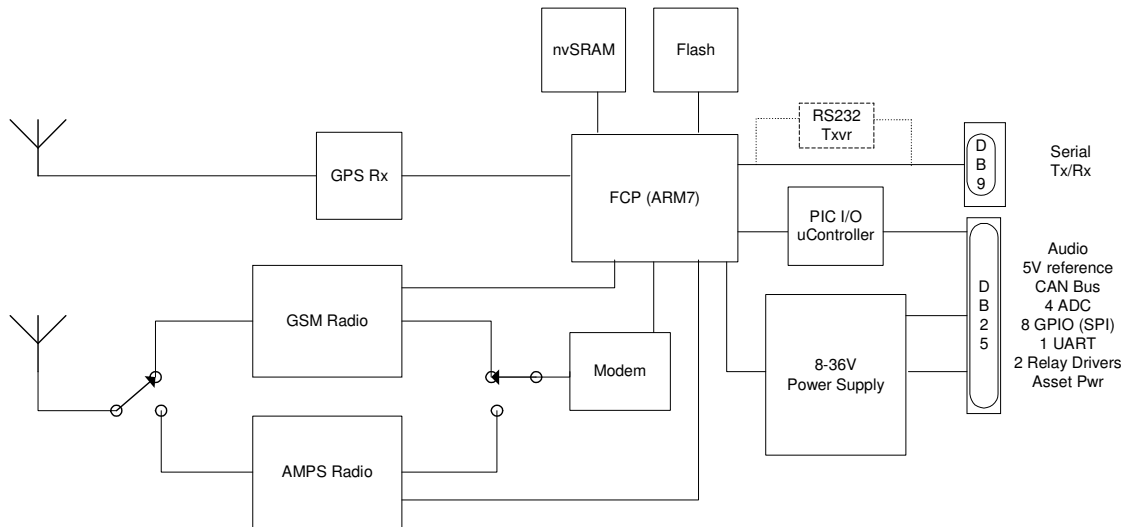 nvSRAM
Flash
RS232
Txvr
D
B
9
Serial
Tx/Rx
GPS Rx
FCP (ARM7)
PIC I/O
uController
Audio
5V reference
CAN Bus
4 ADC
8 GPIO (SPI)
1 UART
2 Relay Drivers
Asset Pwr
D
B
2
5
GSM Radio
Modem
8-36V
Power Supply
AMPS Radio